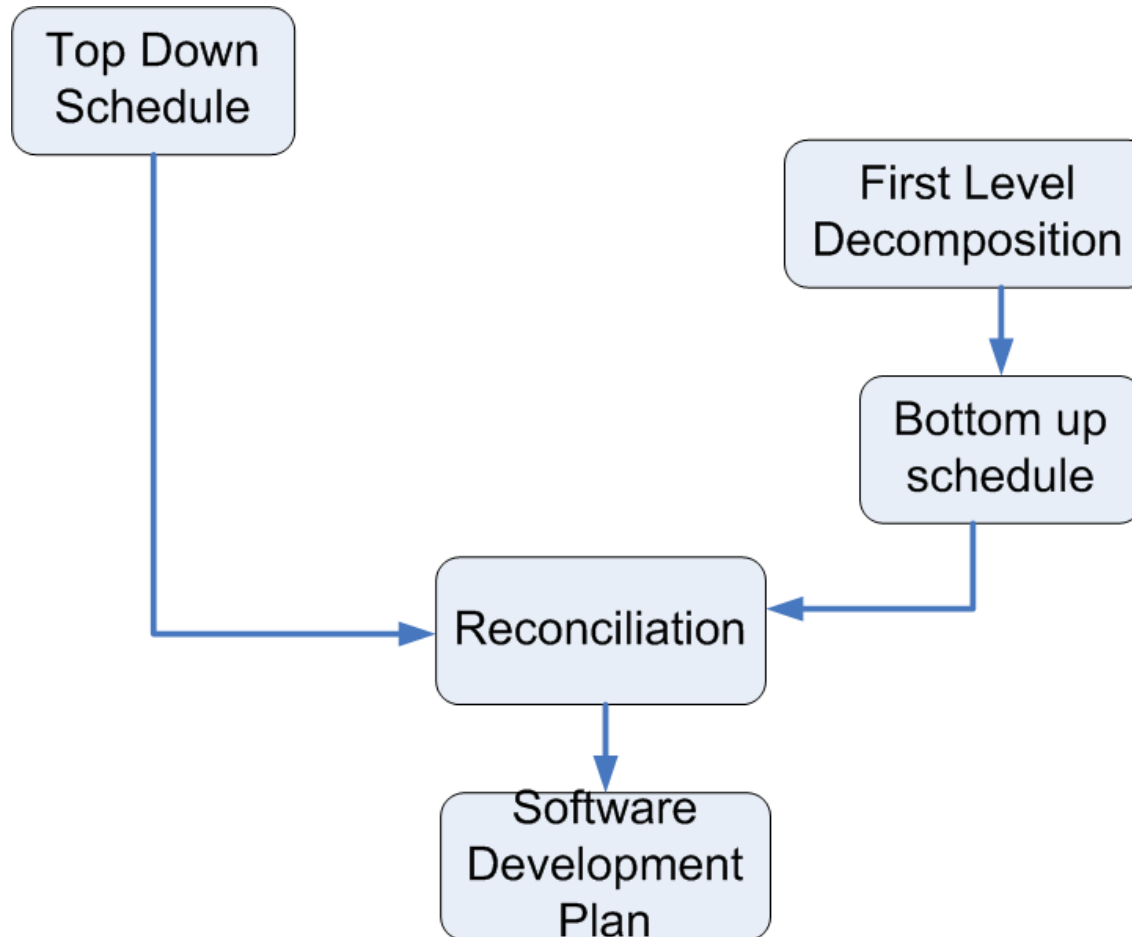 Top Down
Schedule
First Level
Decomposition
Bottom up
schedule
Reconciliation
Software
Development
Plan